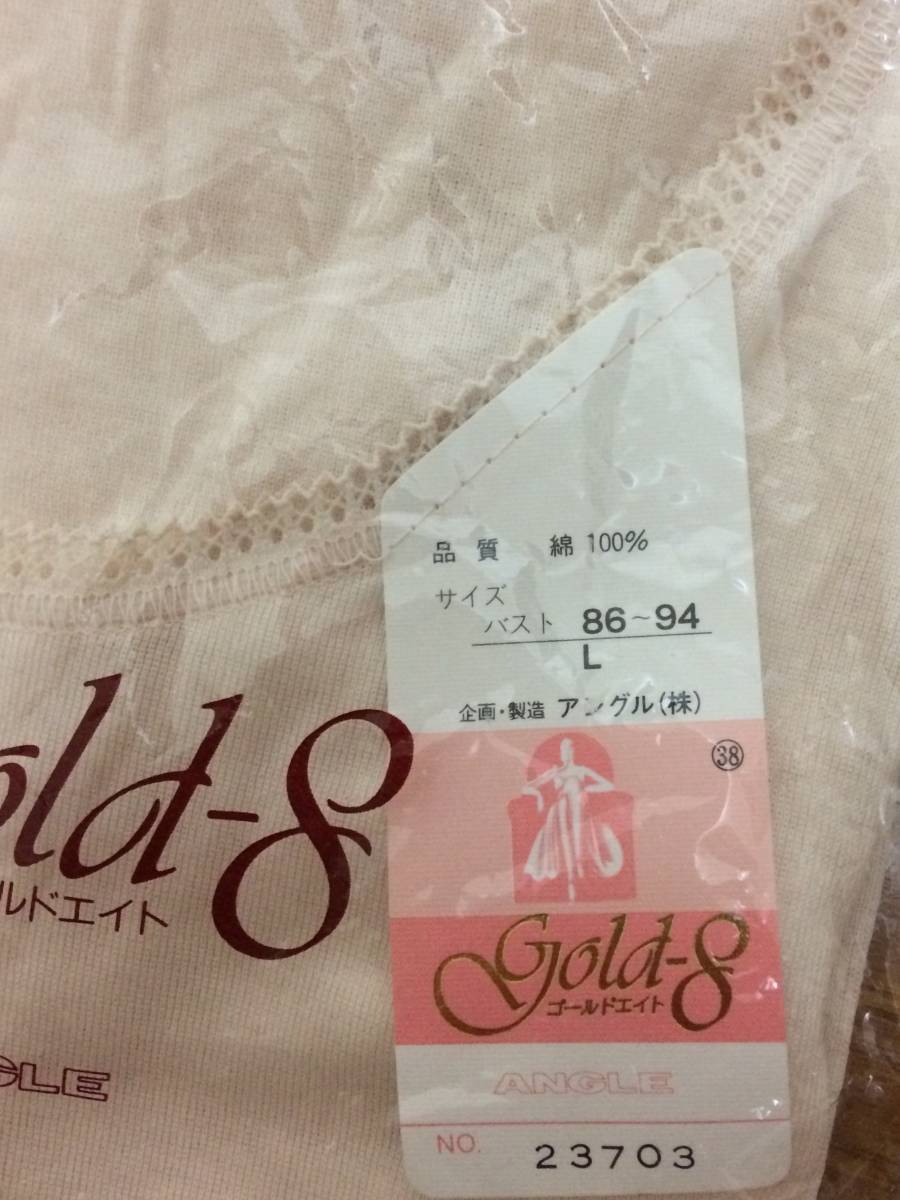 品質 綿 100%
サイズ
バスト 86~94
L
企画・製造 アングル(株)
㊳
Gold-8
ゴールドエイト
ANGLE
NO. 23703
old-8
ルドエイト
GLE